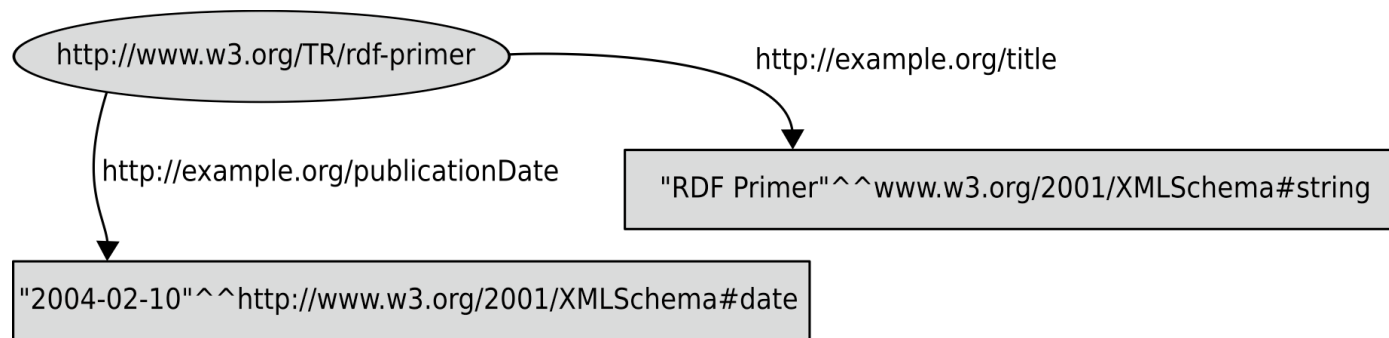 http://www.w3.org/TR/rdf-primer
http://example.org/title
http://example.org/publicationDate
"RDF Primer"^^www.w3.org/2001/XMLSchema#string
"2004-02-10"^^http://www.w3.org/2001/XMLSchema#date